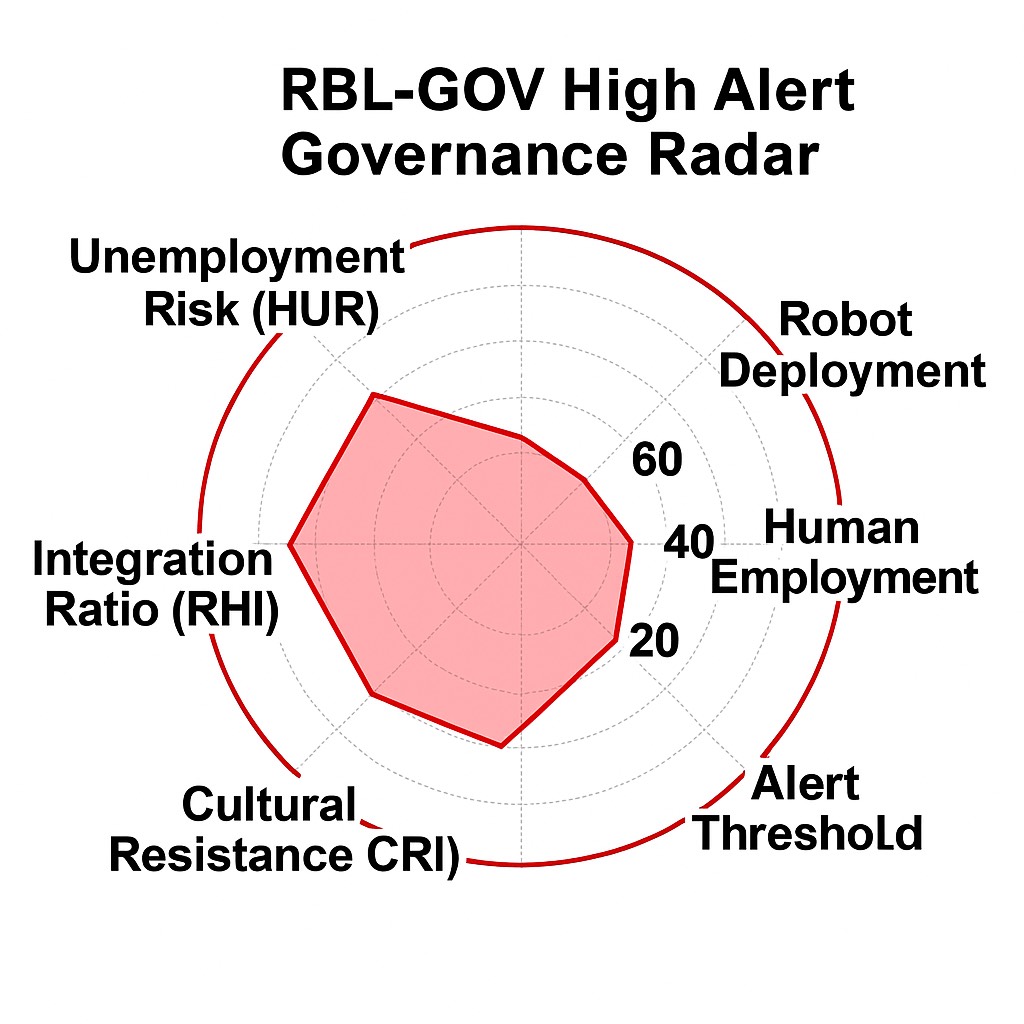 RBL-GOV High Alert
Governance Radar
Unemployment
Risk (HUR)
Robot
Deployment
60
Human
40
Employment
Integration
Ratio (RHI)
20
Alert
ThreshoLd
Cultural
Resistance CRI)